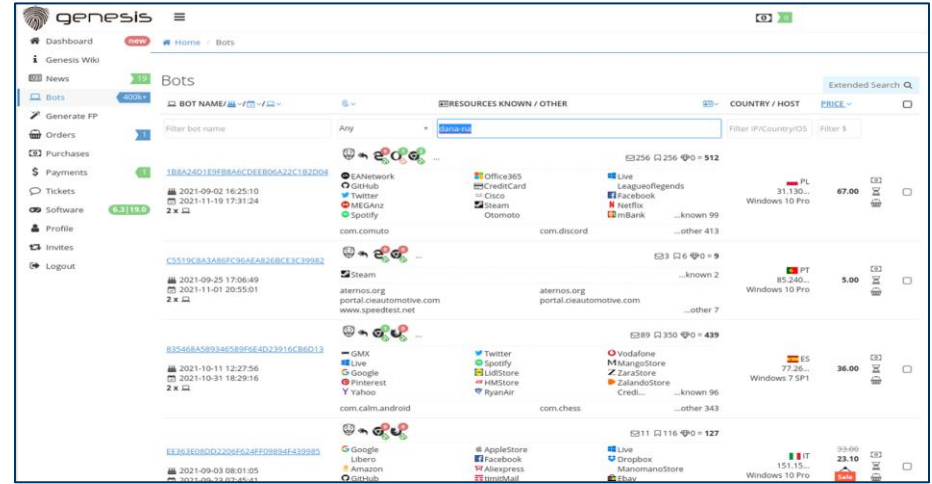 genesis
Dashboard new
Genesis Wiki
News 19
Bots 400k+
Generate FP
Orders 1
Purchases
Payments 1
Tickets
Software 6.3|19.0
Profile
Invites
Logout
Home / Bots
Bots
Extended Search
BOT NAME/ / /
RESOURCES KNOWN / OTHER
COUNTRY / HOST
PRICE
Filter bot name
Any
dana-na
Filter IP/Country/OS
Filter $
...
256 256 0 = 512
1B8A24D1E9FB8A6CDEEB06A22C1B2D04
2021-09-02 16:25:10
2021-11-19 17:31:24
2 x
EANetwork Office365 Live
GitHub CreditCard Leagueoflegends
Twitter Cisco Facebook
MEGAnz Steam Netflix
Spotify Otomoto mBank ...known 99
com.comuto com.discord ...other 413
PL
31.130...
Windows 10 Pro
67.00
...
3 6 0 = 9
C5519C8A3A86FC96AEA826BCE3C39982
2021-09-25 17:06:49
2021-11-01 20:55:01
2 x
Steam ...known 2
aternos.org aternos.org
portal.cieautomotive.com portal.cieautomotive.com
www.speedtest.net ...other 7
PT
85.240...
Windows 10 Pro
5.00
...
89 350 0 = 439
835468A589346589F6E4D23916CB6D13
2021-10-11 12:27:56
2021-10-31 18:29:16
2 x
GMX Twitter Vodafone
Live Spotify MMangoStore
Google LidlStore ZaraStore
Pinterest HMStore ZalandoStore
Yahoo RyanAir Credi... ...known 96
com.calm.android com.chess ...other 343
ES
77.26...
Windows 7 SP1
36.00
...
11 116 0 = 127
EE363E08DD2206F624FF09894F439985
2021-09-03 08:01:05
2021-09-23 07:45:41
Google AppleStore Live
Libero Facebook Dropbox
Amazon Aliexpress ManomanoStore
GitHub timitMail Ebay
IT
151.15...
Windows 10 Pro
33.00
23.10
Sale